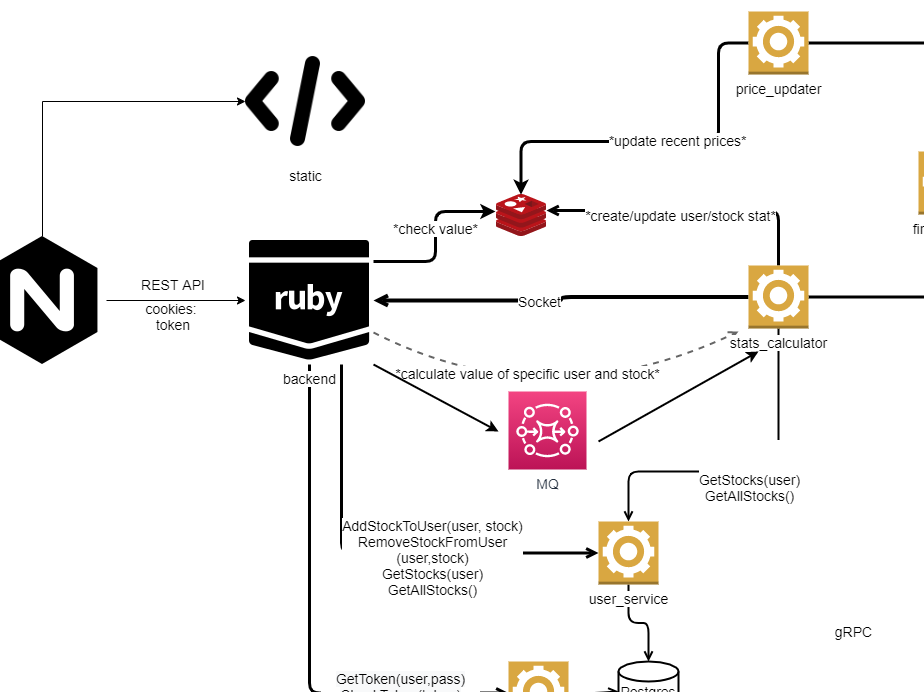 price_updater
*update recent prices*
static
*create/update user/stock stat*
*check value*
REST API
cookies:
token
ruby
Socket
stats_calculator
backend
*calculate value of specific user and stock*
MQ
GetStocks(user)
GetAllStocks()
AddStockToUser(user, stock)
RemoveStockFromUser
(user,stock)
GetStocks(user)
GetAllStocks()
user_service
gRPC
GetToken(user,pass)
Postgres